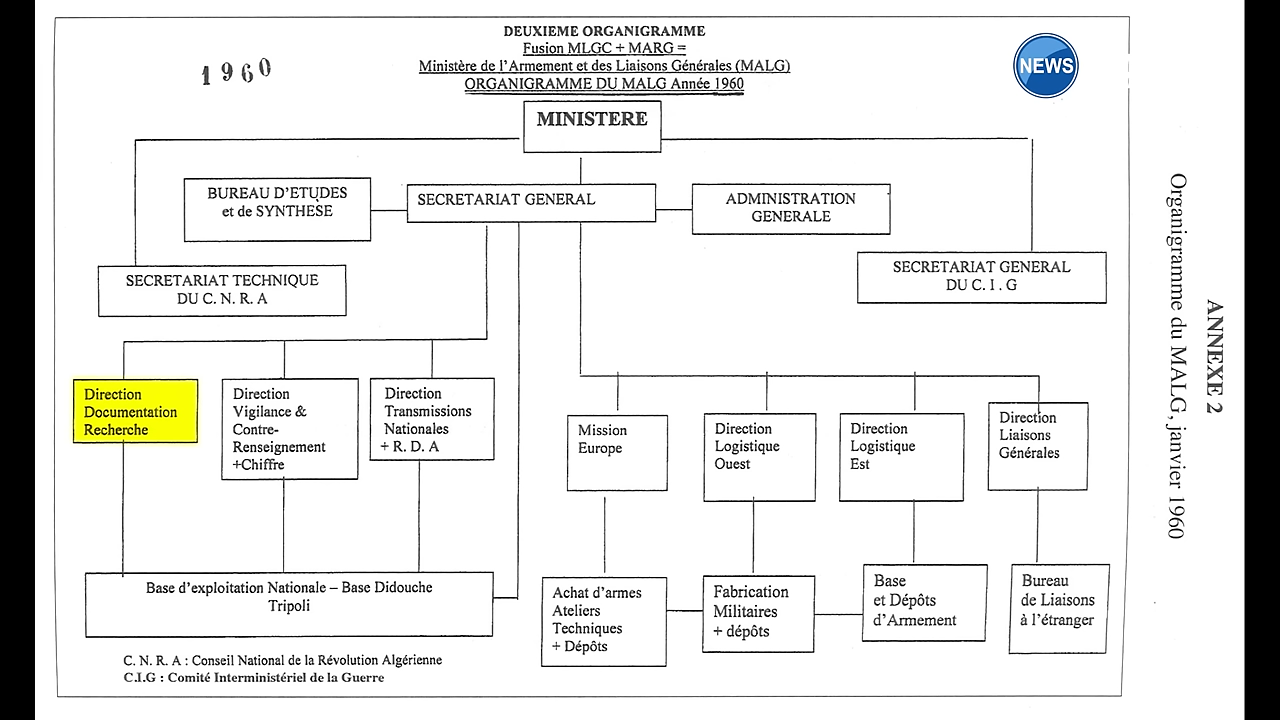 DEUXIEME ORGANIGRAMME
Fusion MLGC + MARG =
Ministère de l'Armement et des Liaisons Générales (MALG)
ORGANIGRAMME DU MALG Année 1960
1960
NEWS
MINISTERE
BUREAU D'ETUDES
et de SYNTHESE
SECRETARIAT GENERAL
ADMINISTRATION
GENERALE
SECRETARIAT TECHNIQUE
DU C. N. R. A
SECRETARIAT GENERAL
DU C. I . G
Direction
Documentation
Recherche
Direction
Vigilance &
Contre-
Renseignement
+Chiffre
Direction
Transmissions
Nationales
+ R. D. A
Mission
Europe
Direction
Logistique
Ouest
Direction
Logistique
Est
Direction
Liaisons
Générales
Base d'exploitation Nationale – Base Didouche
Tripoli
Achat d'armes
Ateliers
Techniques
+ Dépôts
Fabrication
Militaires
+ dépôts
Base
et Dépôts
d'Armement
Bureau
de Liaisons
à l'étranger
C. N. R. A : Conseil National de la Révolution Algérienne
C.I.G : Comité Interministériel de la Guerre
ANNEXE 2
Organigramme du MALG, janvier 1960